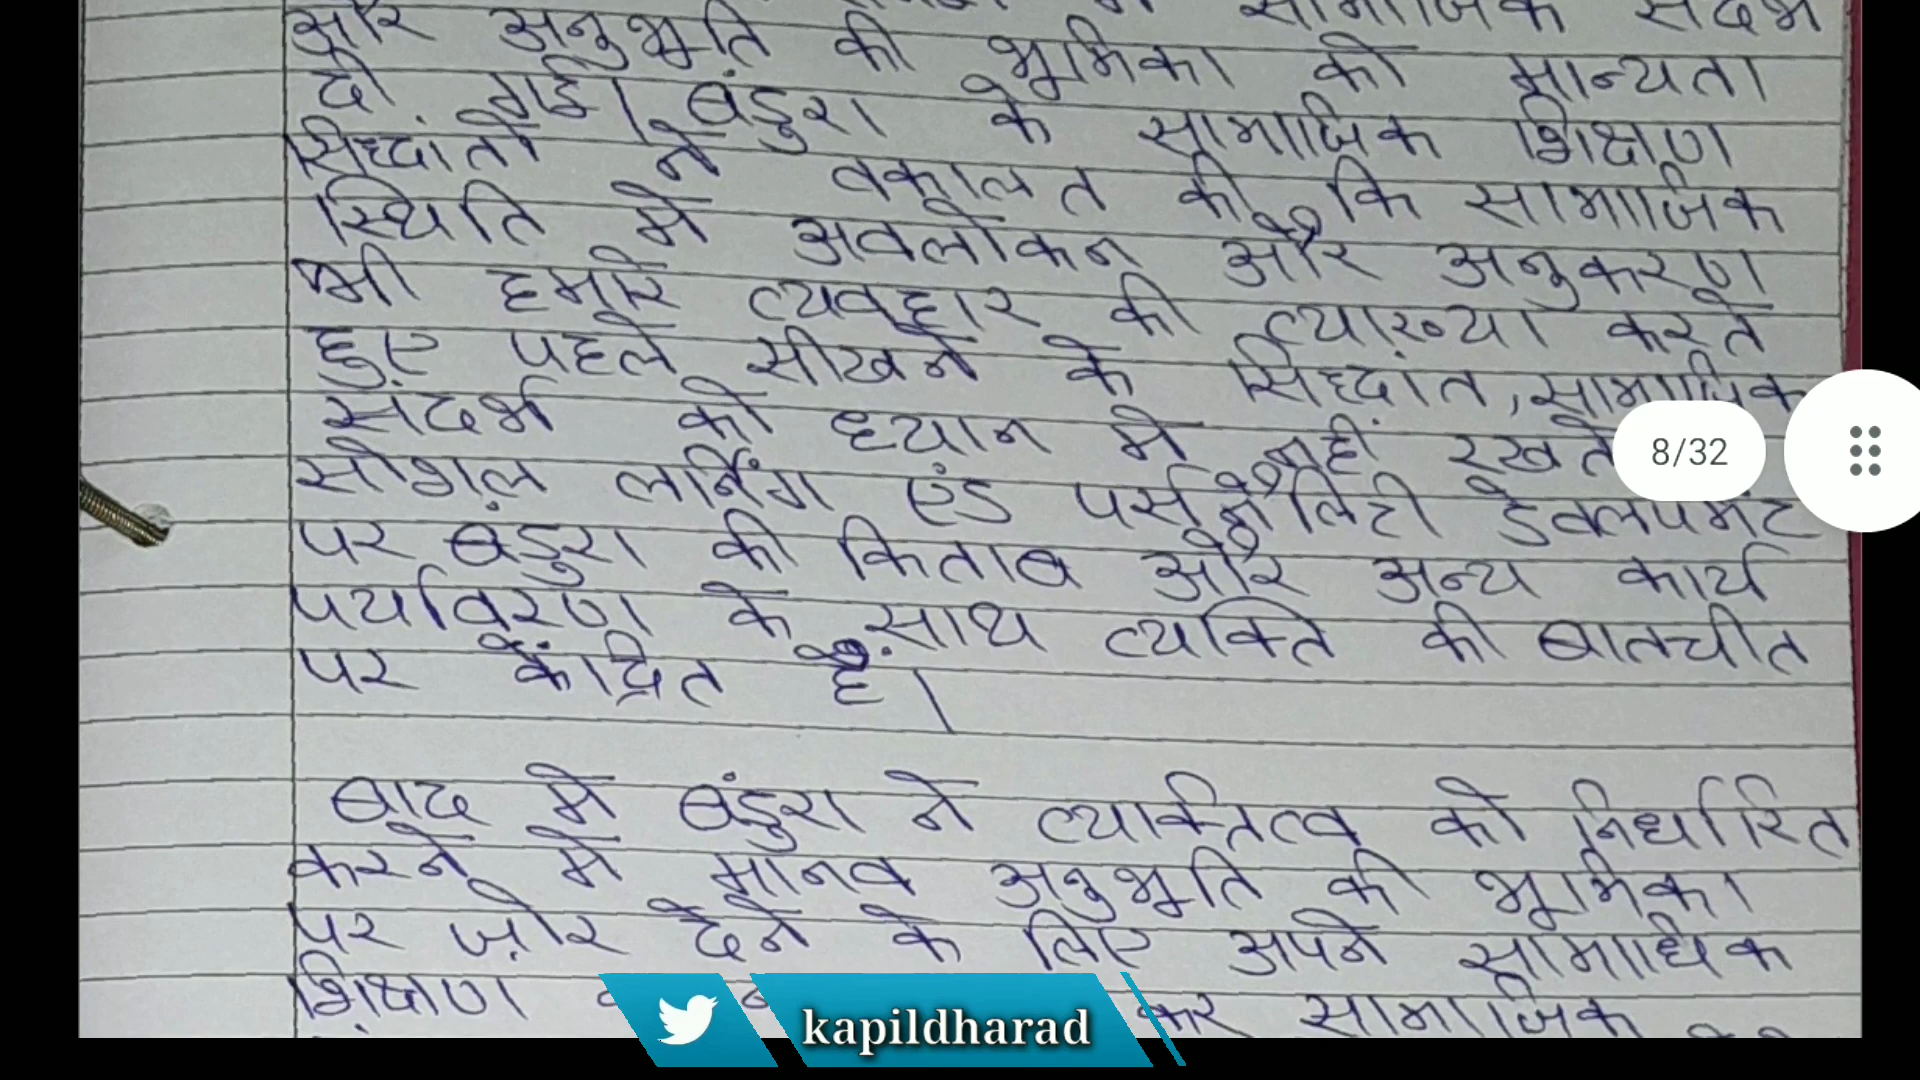 सामाजिक संदर्भ
और अनुभूति की भूमिका को मान्यता
दी गई। बंडुरा के सामाजिक शिक्षण
सिद्धांतों ने वकालत की कि सामाजिक
स्थिति में अवलोकन और अनुकरण
भी हमारे व्यवहार की व्याख्या करते
हुए पहले सीखने के सिद्धांत, सामाजिक
संदर्भ को ध्यान में नहीं रखते
सोशल लर्निंग एंड पर्सनैलिटी डेवलपमेंट
पर बंडुरा की किताब और अन्य कार्य
पर्यावरण के साथ व्यक्ति की बातचीत
पर केंद्रित है।
बाद में बंडुरा ने व्यक्तित्व को निर्धारित
करने में मानव अनुभूति की भूमिका
पर ज़ोर देने के लिए अपने सामाधिक
शिक्षण कर सामाजिक
8/32
kapildharad